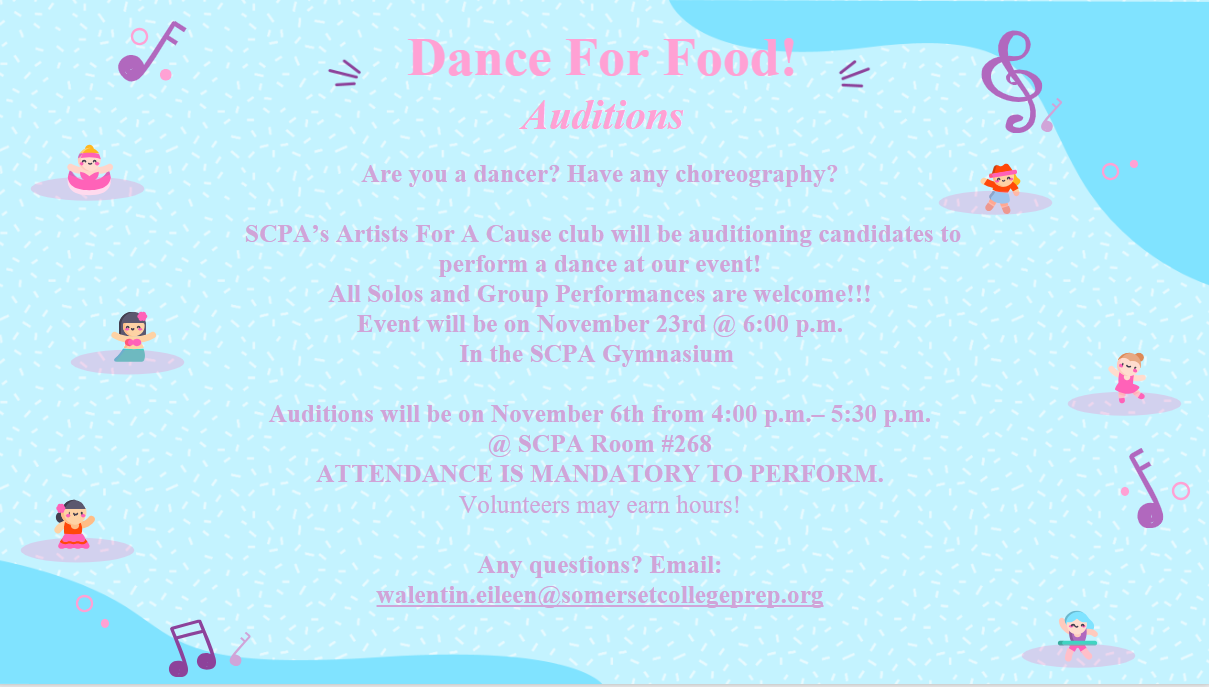 Dance For Food!
Auditions
Are you a dancer? Have any choreography?
SCPA’s Artists For A Cause club will be auditioning candidates to
perform a dance at our event!
All Solos and Group Performances are welcome!!!
Event will be on November 23rd @ 6:00 p.m.
In the SCPA Gymnasium
Auditions will be on November 6th from 4:00 p.m.– 5:30 p.m.
@ SCPA Room #268
ATTENDANCE IS MANDATORY TO PERFORM.
Volunteers may earn hours!
Any questions? Email:
walentin.eileen@somersetcollegeprep.org